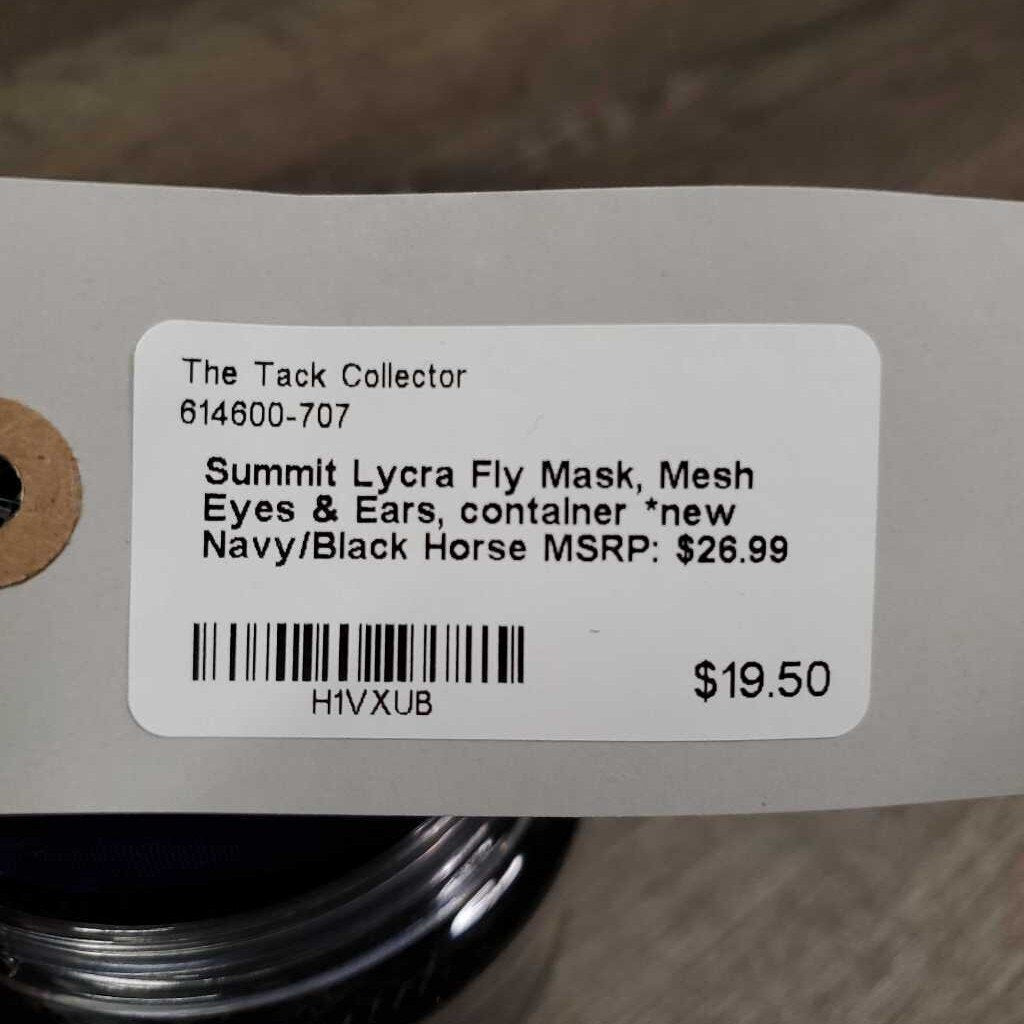 The Tack Collector
614600-707
Summit Lycra Fly Mask, Mesh
Eyes & Ears, container *new
Navy/Black Horse MSRP: $26.99
H1VXUB
$19.50